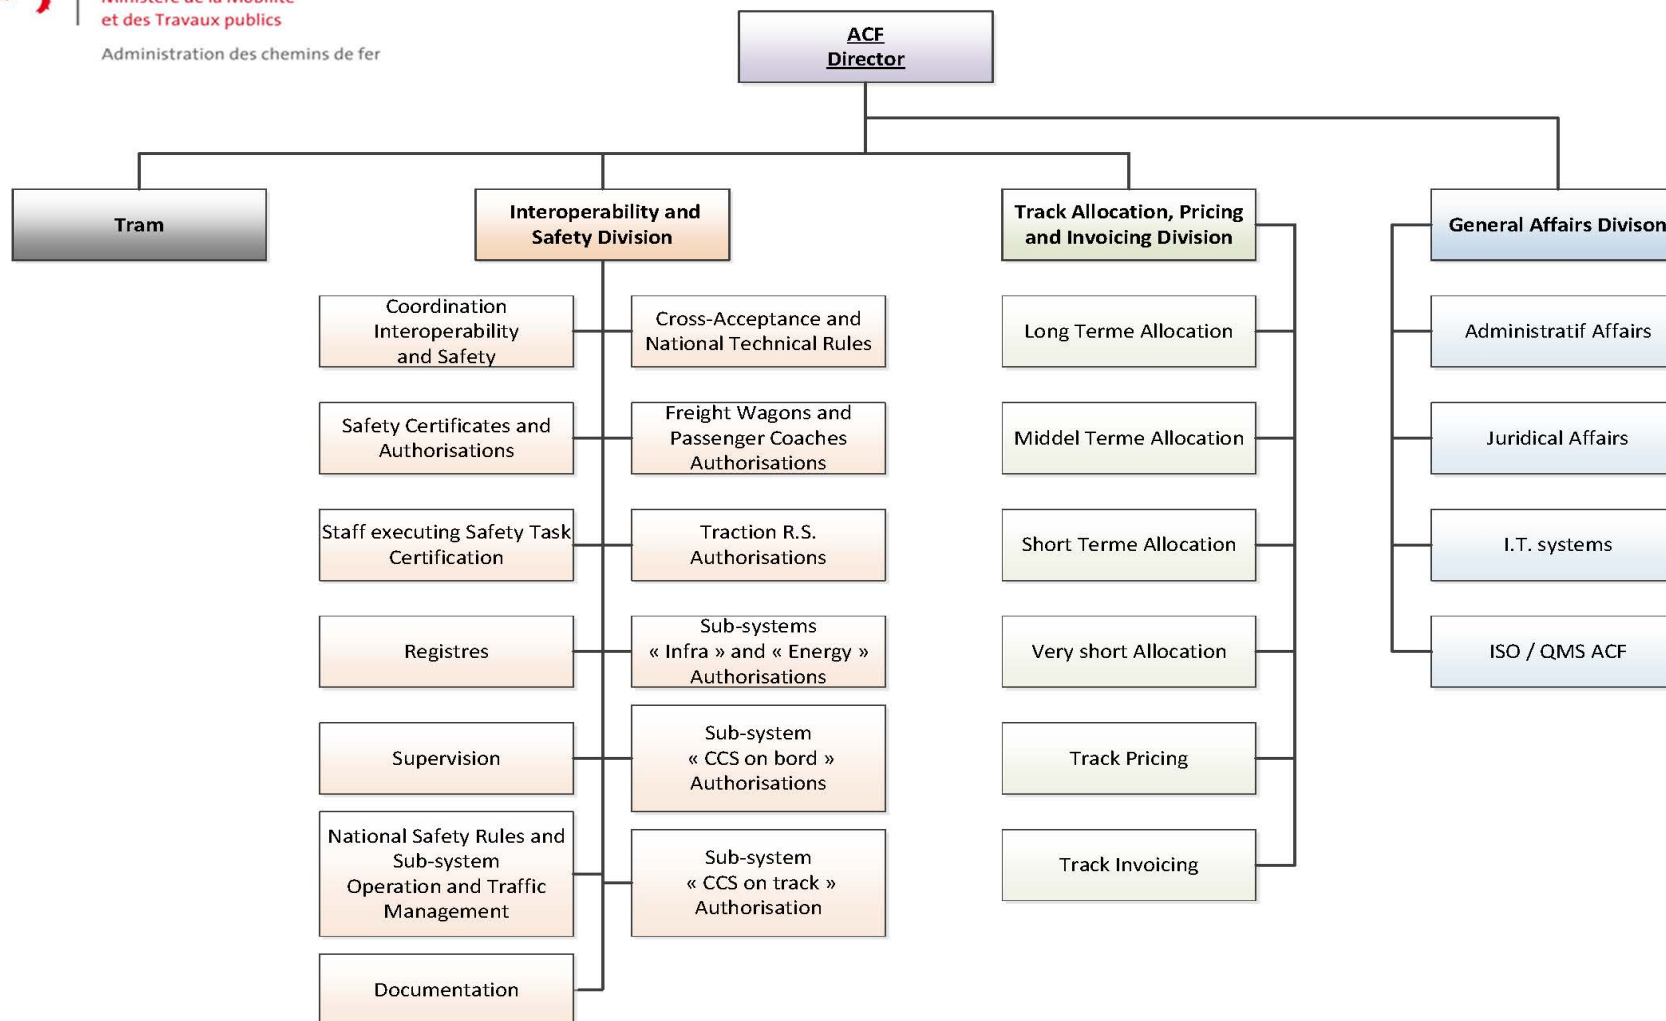 Ministère de la Mobilité
et des Travaux publics
Administration des chemins de fer
ACF
Director
Tram
Interoperability and
Safety Division
Track Allocation, Pricing
and Invoicing Division
General Affairs Divison
Coordination
Interoperability
and Safety
Cross-Acceptance and
National Technical Rules
Long Terme Allocation
Administratif Affairs
Safety Certificates and
Authorisations
Freight Wagons and
Passenger Coaches
Authorisations
Middel Terme Allocation
Juridical Affairs
Staff executing Safety Task
Certification
Traction R.S.
Authorisations
Short Terme Allocation
I.T. systems
Registres
Sub-systems
« Infra » and « Energy »
Authorisations
Very short Allocation
ISO / QMS ACF
Supervision
Sub-system
« CCS on bord »
Authorisations
Track Pricing
National Safety Rules and
Sub-system
Operation and Traffic
Management
Sub-system
« CCS on track »
Authorisation
Track Invoicing
Documentation